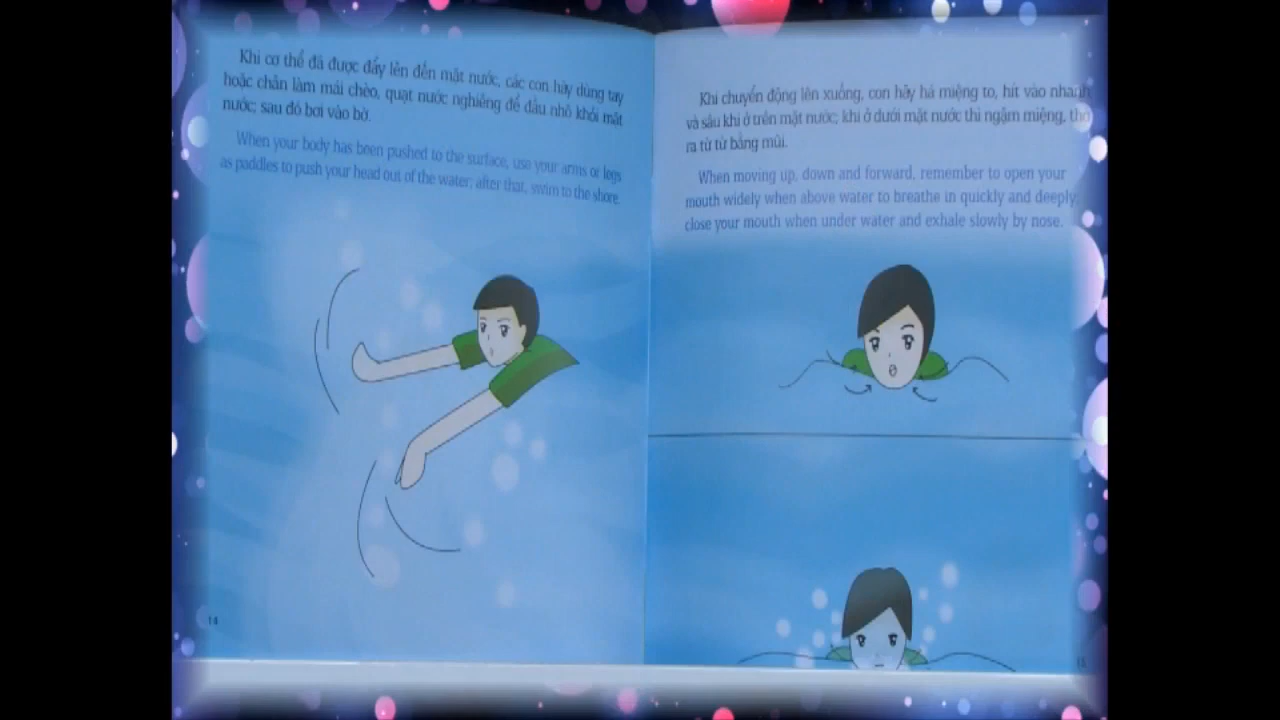 Khi cơ thể đã được đẩy lên đến mặt nước, các con hãy dùng tay
hoặc chân làm mái chèo, quạt nước nghiêng để đầu nhô khỏi mặt
nước; sau đó bơi vào bờ.
When your body has been pushed to the surface, use your arms or legs
as paddles to push your head out of the water; after that, swim to the shore.
14
Khi chuyển động lên xuống, con hãy há miệng to, hít vào nhanh
và sâu khi ở trên mặt nước; khi ở dưới mặt nước thì ngậm miệng, thở
ra từ từ bằng mũi.
When moving up, down and forward, remember to open your
mouth widely when above water to breathe in quickly and deeply;
close your mouth when under water and exhale slowly by nose.
15